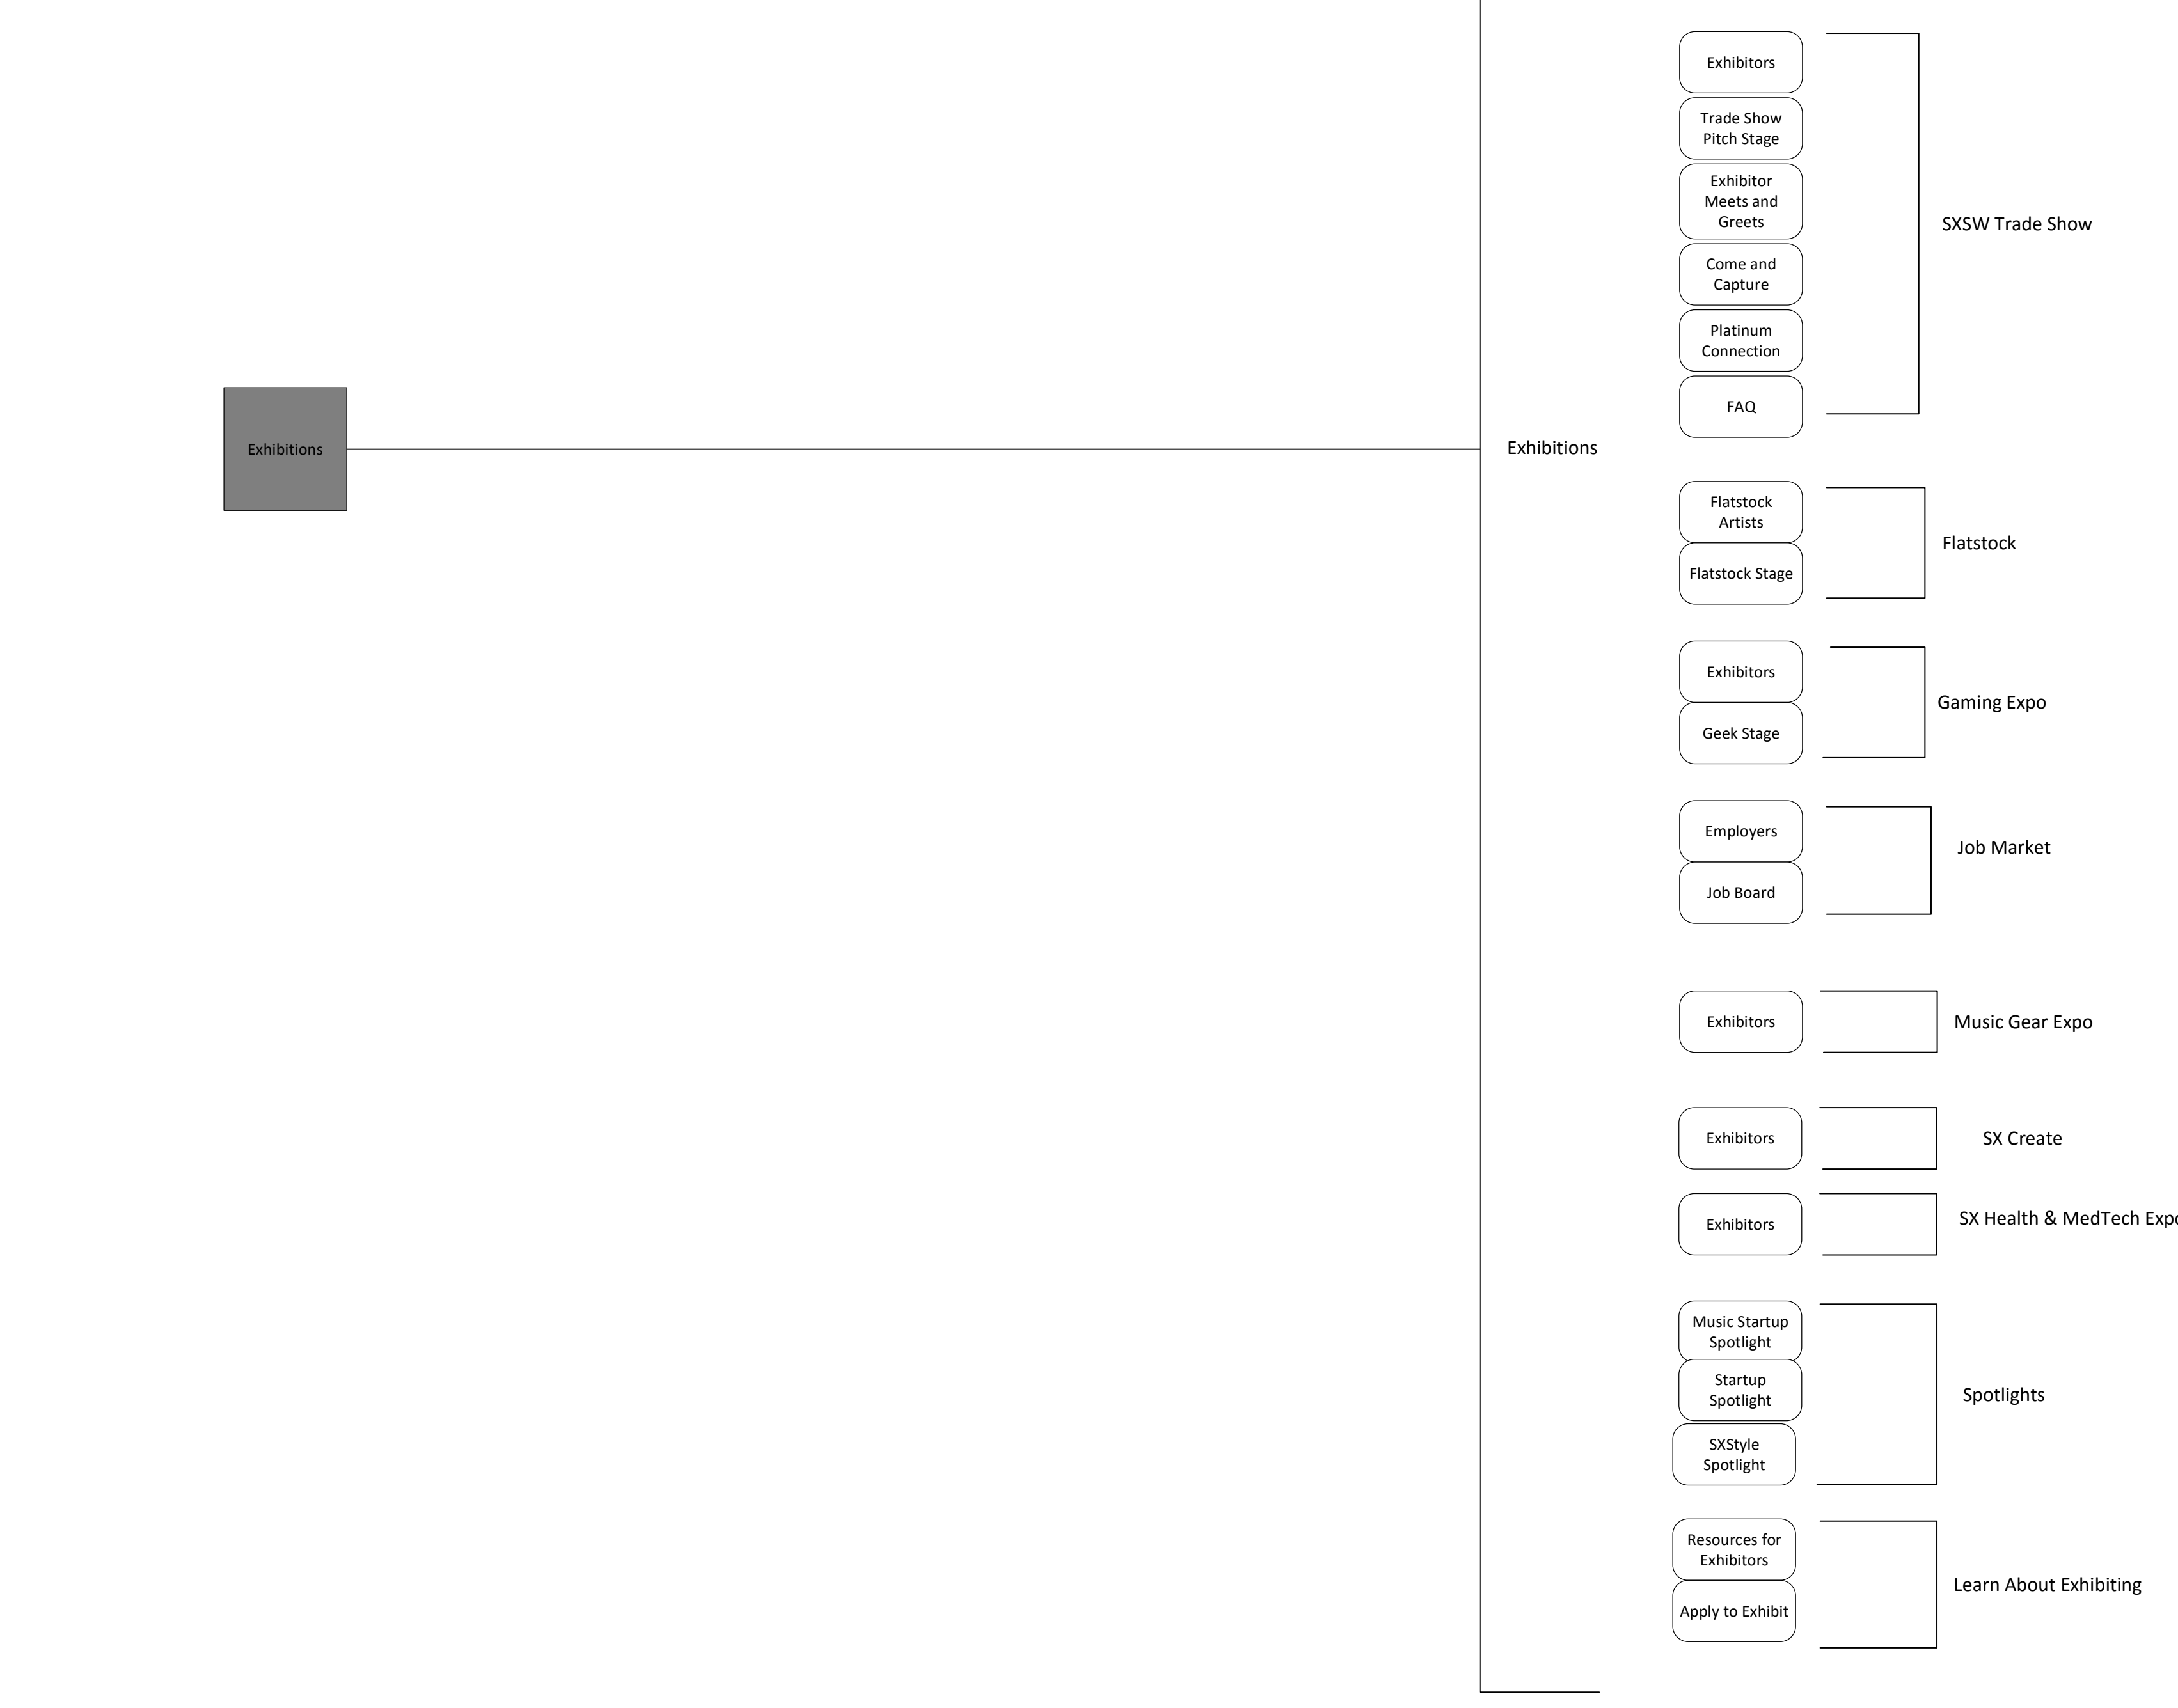 Exhibitions
Exhibitions
Exhibitors
Trade Show
Pitch Stage
Exhibitor
Meets and
Greets
Come and
Capture
Platinum
Connection
FAQ
SXSW Trade Show
Flatstock
Artists
Flatstock Stage
Flatstock
Exhibitors
Geek Stage
Gaming Expo
Employers
Job Board
Job Market
Exhibitors
Music Gear Expo
Exhibitors
SX Create
Exhibitors
SX Health & MedTech Expo
Music Startup
Spotlight
Startup
Spotlight
SXStyle
Spotlight
Spotlights
Resources for
Exhibitors
Apply to Exhibit
Learn About Exhibiting